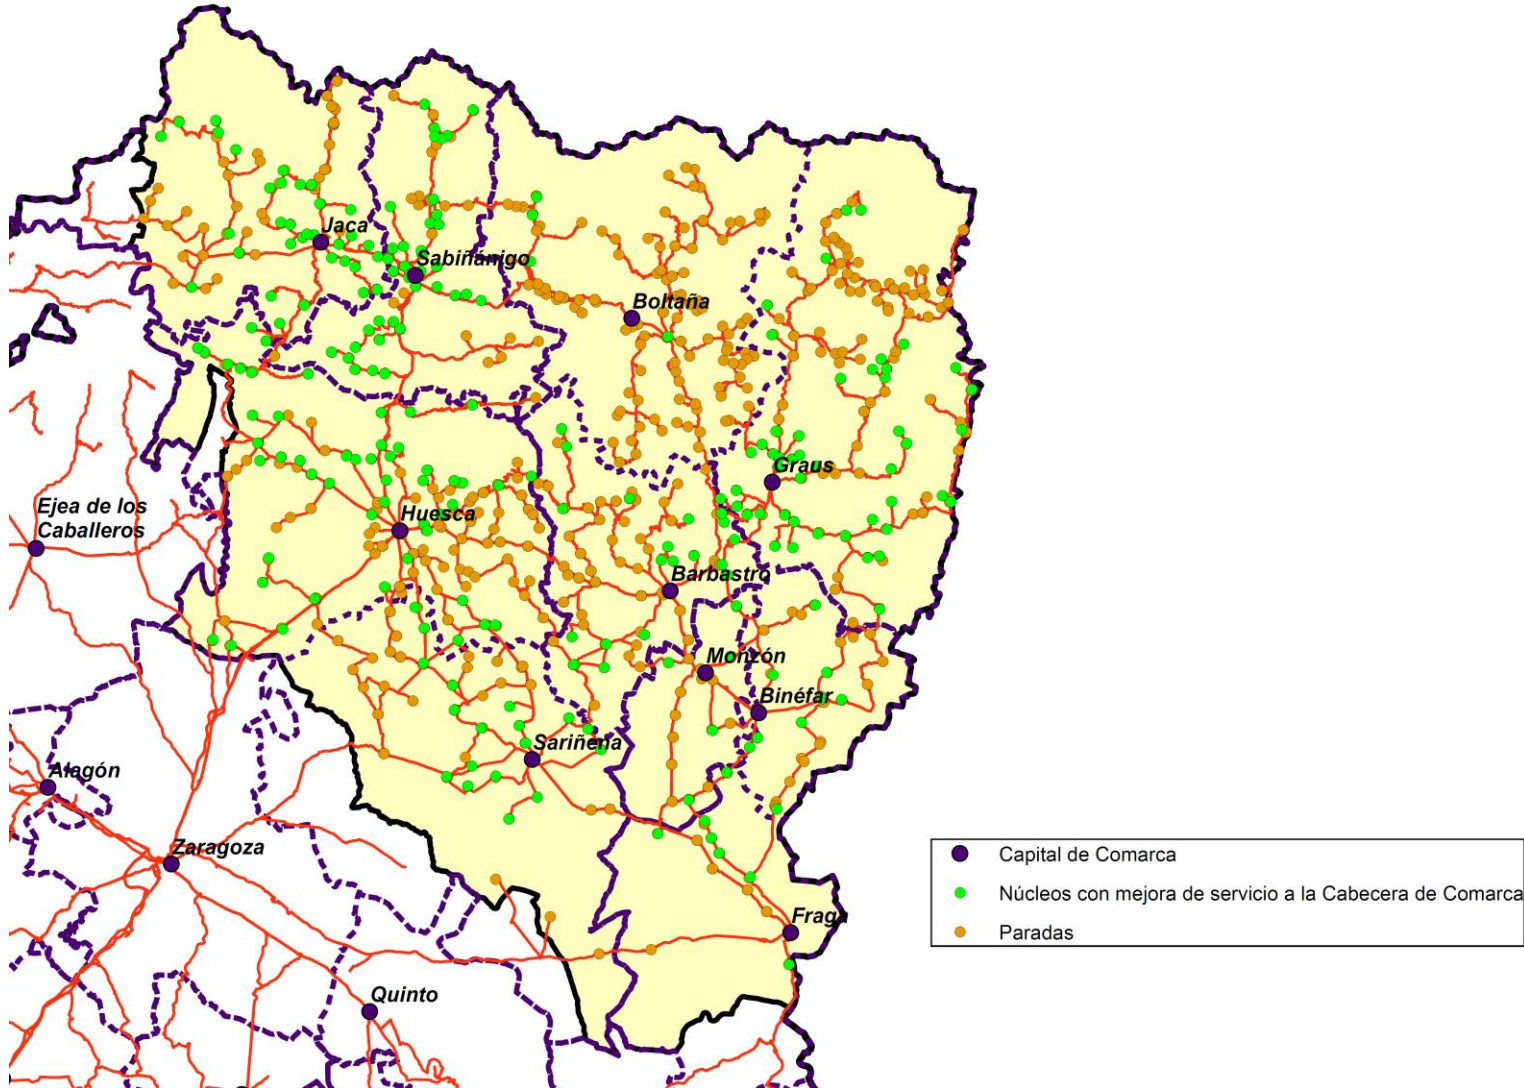 Jaca
Sabiñánigo
Boltaña
Graus
Ejea de los
Caballeros
Huesca
Barbastro
Monzón
Binéfar
Sariñena
Alagón
Zaragoza
Fraga
Quinto
Capital de Comarca
Núcleos con mejora de servicio a la Cabecera de Comarca
Paradas